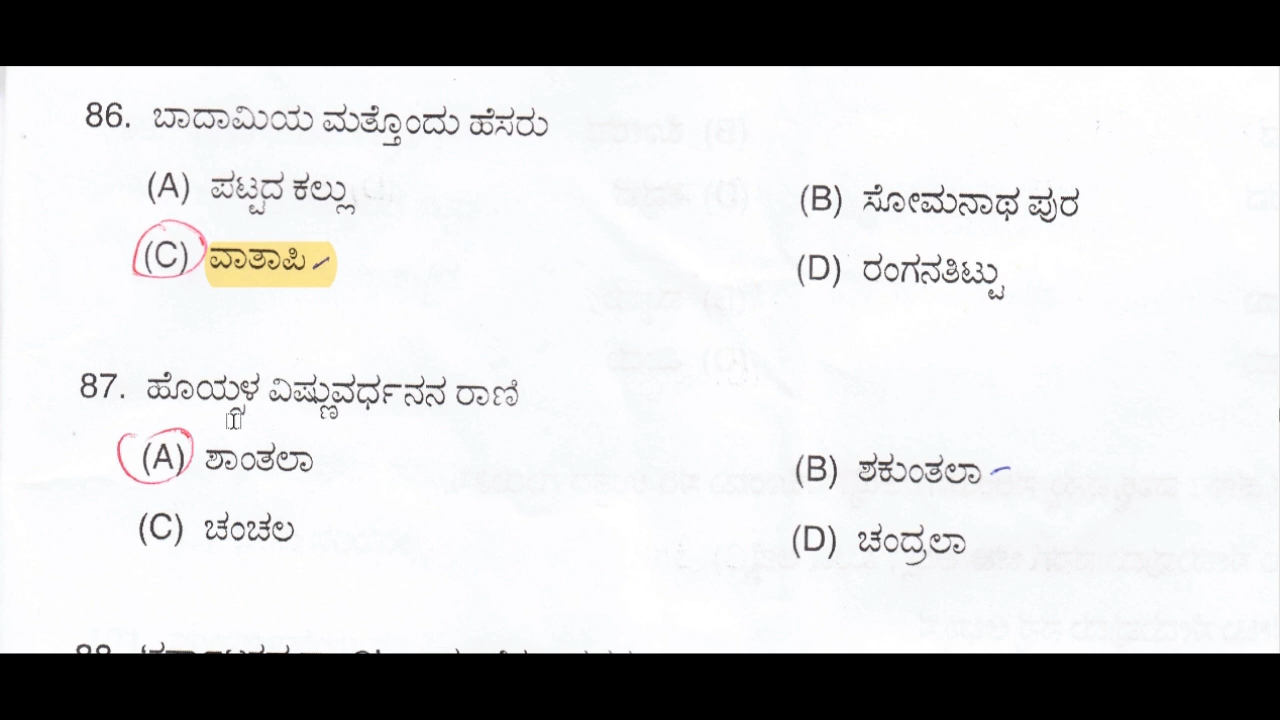 86. ಬಾದಾಮಿಯ ಮತ್ತೊಂದು ಹೆಸರು
(A) ಪಟ್ಟದ ಕಲ್ಲು
(B) ಸೋಮನಾಥ ಪುರ
(C) ವಾತಾಪಿ
(D) ರಂಗನತಿಟ್ಟು
87. ಹೊಯ್ಸಳ ವಿಷ್ಣುವರ್ಧನನ ರಾಣಿ
(A) ಶಾಂತಲಾ
(B) ಶಕುಂತಲಾ
(C) ಚಂಚಲ
(D) ಚಂದ್ರಲಾ